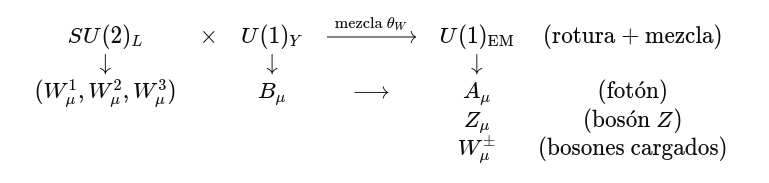 mezcla θ_W
SU(2)_L × U(1)_Y ⟶ U(1)_EM (rotura + mezcla)
↓ ↓ ↓
(W^1_μ, W^2_μ, W^3_μ) B_μ ⟶ A_μ (fotón)
Z_μ (bosón Z)
W^±_μ (bosones cargados)